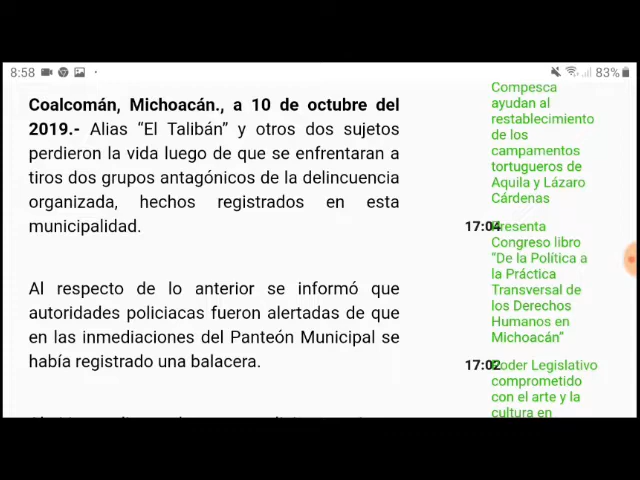 8:58
83%
Coalcomán, Michoacán., a 10 de octubre del
2019.- Alias “El Talibán” y otros dos sujetos
perdieron la vida luego de que se enfrentaran a
tiros dos grupos antagónicos de la delincuencia
organizada, hechos registrados en esta
municipalidad.
Al respecto de lo anterior se informó que
autoridades policiacas fueron alertadas de que
en las inmediaciones del Panteón Municipal se
había registrado una balacera.
Compesca
ayudan al
restablecimiento
de los
campamentos
tortugueros de
Aquila y Lázaro
Cárdenas
17:04 Presenta
Congreso libro
"De la Política a
la Práctica
Transversal de
los Derechos
Humanos en
Michoacán”
17:02 Poder Legislativo
comprometido
con el arte y la
cultura en